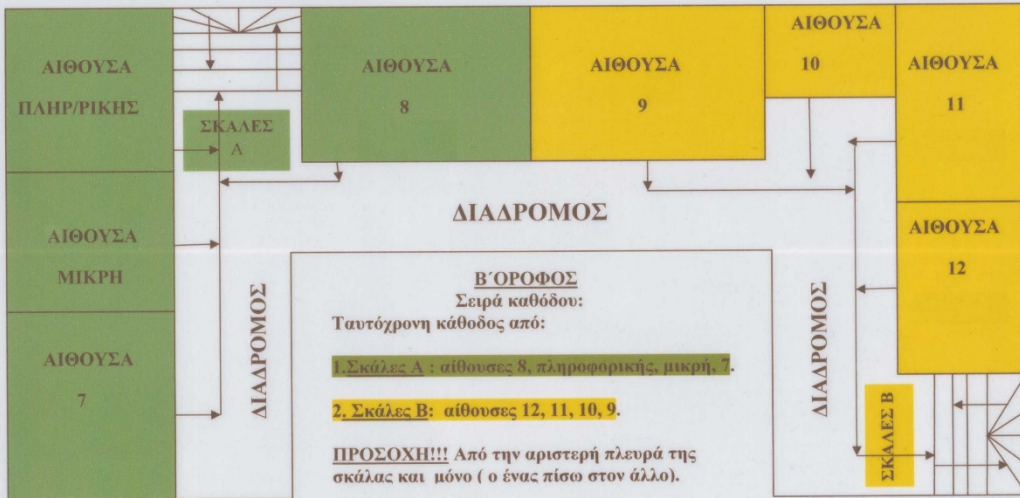 ΑΙΘΟΥΣΑ
ΠΛΗΡ/ΡΙΚΗΣ
ΣΚΑΛΕΣ
Α
ΑΙΘΟΥΣΑ
8
ΑΙΘΟΥΣΑ
9
ΑΙΘΟΥΣΑ
10
ΑΙΘΟΥΣΑ
11
ΑΙΘΟΥΣΑ
ΜΙΚΡΗ
ΔΙΑΔΡΟΜΟΣ
ΑΙΘΟΥΣΑ
12
ΑΙΘΟΥΣΑ
7
ΔΙΑΔΡΟΜΟΣ
Β΄ΟΡΟΦΟΣ
Σειρά καθόδου:
Ταυτόχρονη κάθοδος από:
1.Σκάλες Α : αίθουσες 8, πληροφορικής, μικρή, 7.
2. Σκάλες Β: αίθουσες 12, 11, 10, 9.
ΠΡΟΣΟΧΗ!!! Από την αριστερή πλευρά της
σκάλας και μόνο ( ο ένας πίσω στον άλλο).
ΔΙΑΔΡΟΜΟΣ
ΣΚΑΛΕΣ Β